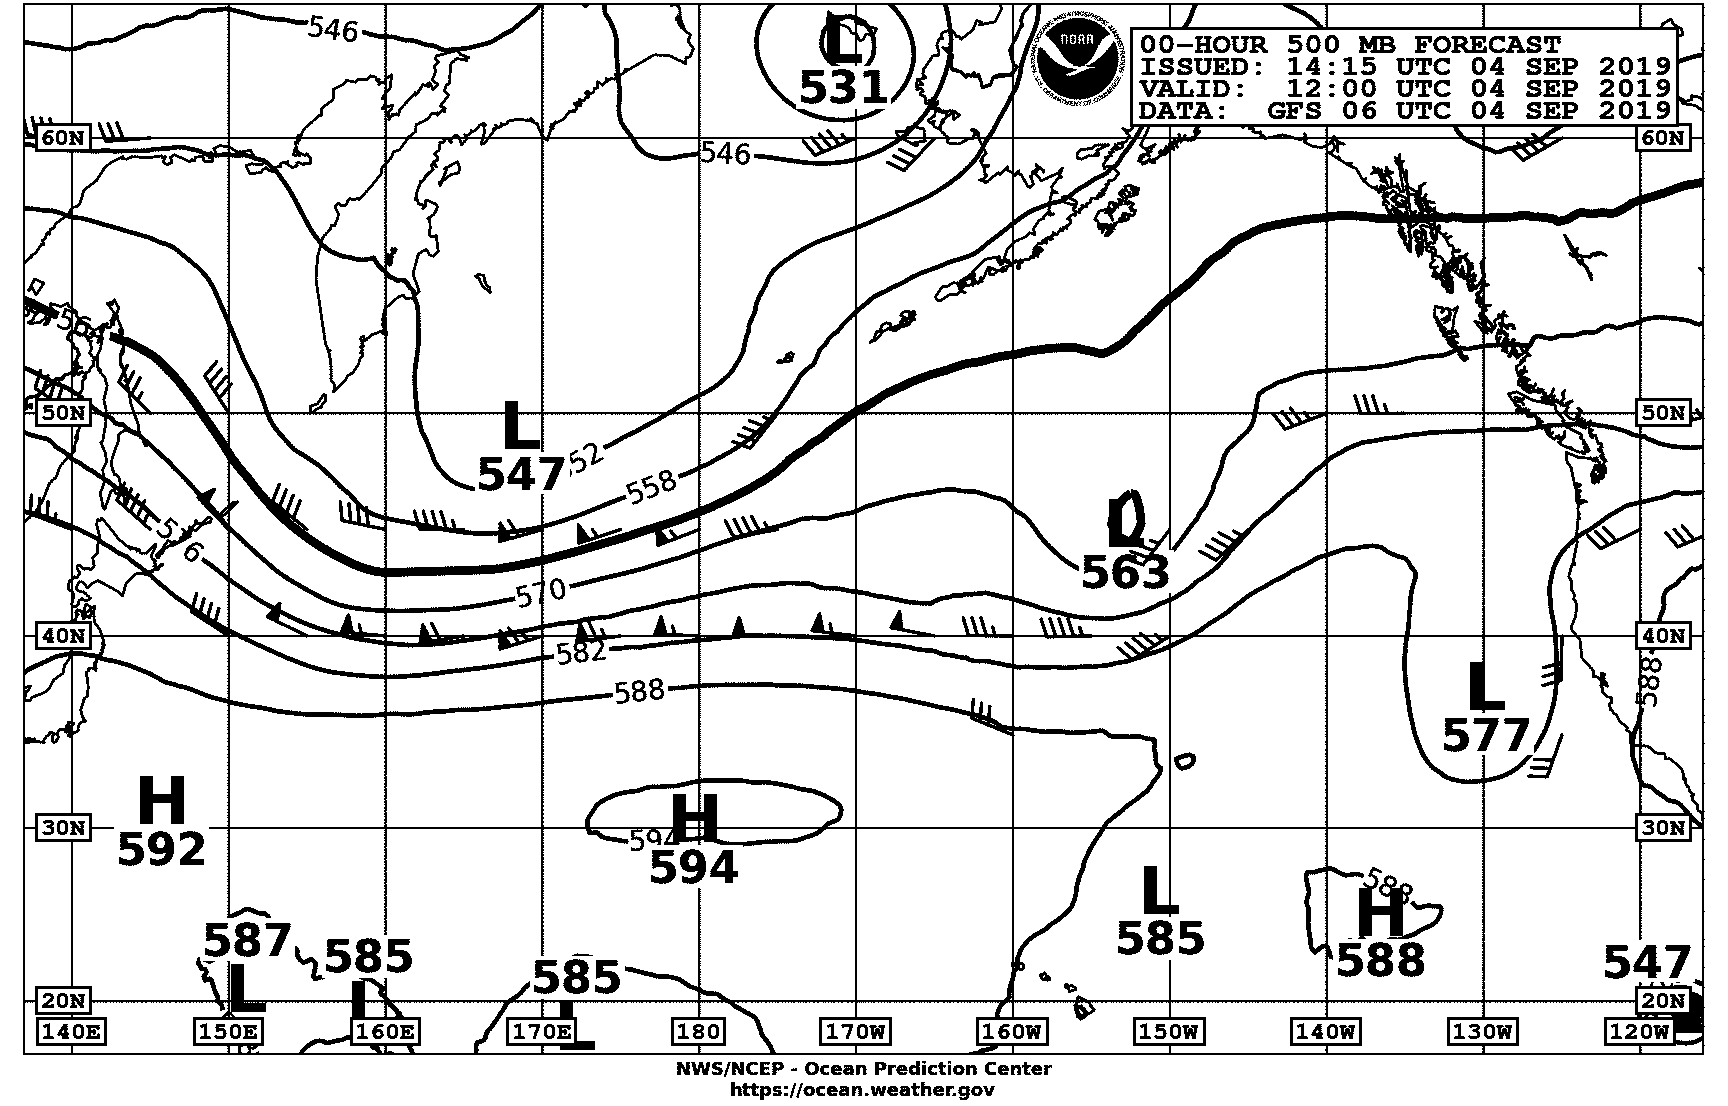 546
L
531
NOAA
00-HOUR 500 MB FORECAST
ISSUED: 14:15 UTC 04 SEP 2019
VALID: 12:00 UTC 04 SEP 2019
DATA: GFS 06 UTC 04 SEP 2019
60N
546
60N
50N
L
547
52
558
50N
576
570
L
563
40N
582
588
40N
588
L
577
H
592
30N
594
H
594
30N
L
585
588
H
588
587
L
585
L
585
L
547
20N
20N
140E 150E 160E 170E 180 170W 160W 150W 140W 130W 120W
NWS/NCEP - Ocean Prediction Center
https://ocean.weather.gov